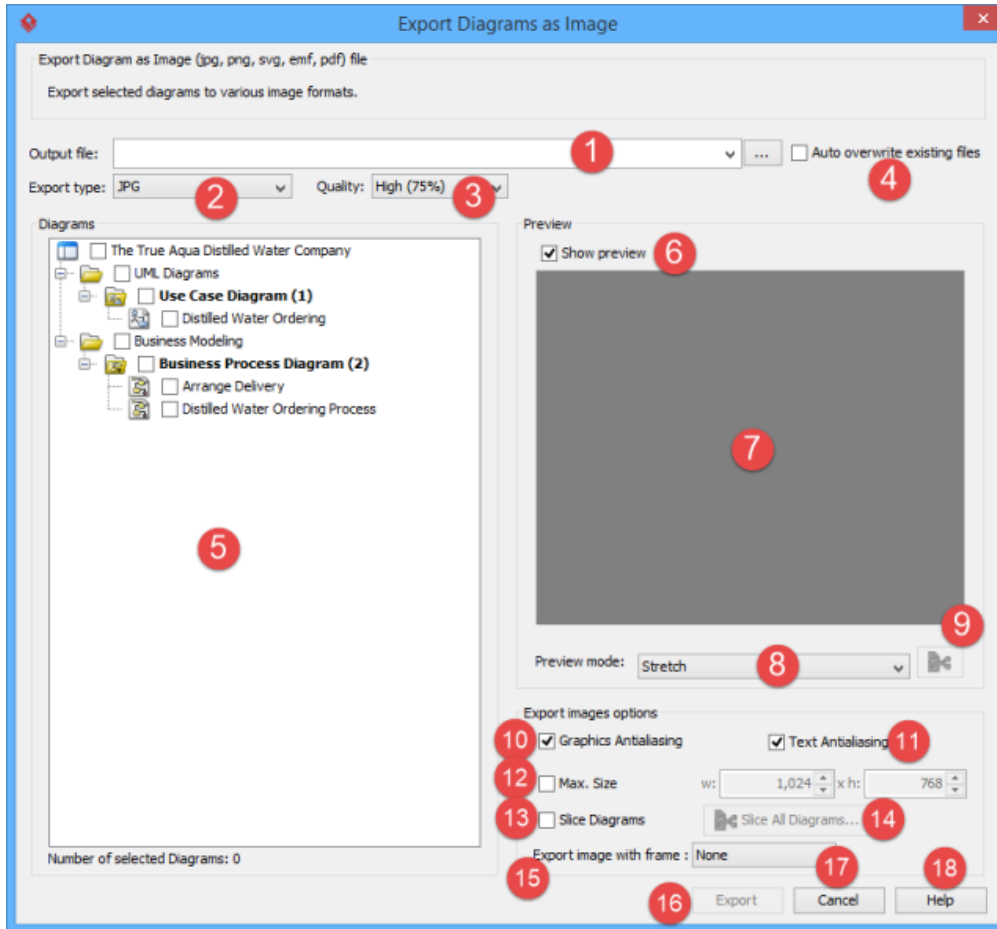 Export Diagrams as Image
Export Diagram as Image (jpg, png, svg, emf, pdf) file
Export selected diagrams to various image formats.
Output file: 1 ... Auto overwrite existing files
4
Export type: JPG 2 Quality: High (75%) 3
Diagrams
The True Aqua Distilled Water Company
UML Diagrams
Use Case Diagram (1)
Distilled Water Ordering
Business Modeling
Business Process Diagram (2)
Arrange Delivery
Distilled Water Ordering Process
5
Number of selected Diagrams: 0
Preview
Show preview 6
7
9
Preview mode: Stretch 8
Export images options
10 Graphics Antialiasing Text Antialiasing 11
12 Max. Size w: 1,024 x h: 768
13 Slice Diagrams Slice All Diagrams... 14
Export image with frame : None
15 17 18
16 Export Cancel Help